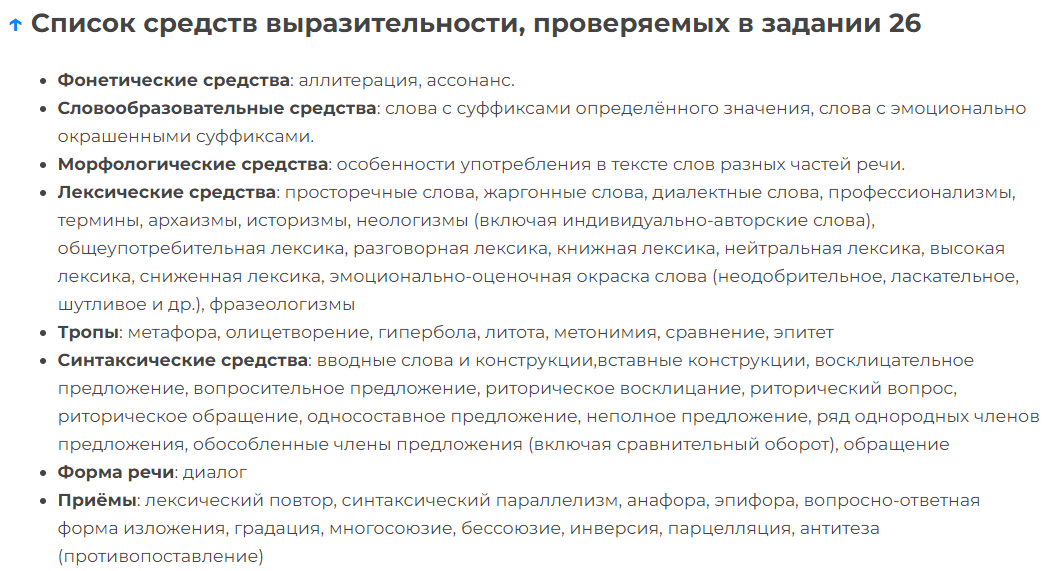 ↑ Список средств выразительности, проверяемых в задании 26
• Фонетические средства: аллитерация, ассонанс.
• Словообразовательные средства: слова с суффиксами определённого значения, слова с эмоционально
окрашенными суффиксами.
• Морфологические средства: особенности употребления в тексте слов разных частей речи.
• Лексические средства: просторечные слова, жаргонные слова, диалектные слова, профессионализмы,
термины, архаизмы, историзмы, неологизмы (включая индивидуально-авторские слова),
общеупотребительная лексика, разговорная лексика, книжная лексика, нейтральная лексика, высокая
лексика, сниженная лексика, эмоционально-оценочная окраска слова (неодобрительное, ласкательное,
шутливое и др.), фразеологизмы
• Тропы: метафора, олицетворение, гипербола, литота, метонимия, сравнение, эпитет
• Синтаксические средства: вводные слова и конструкции,вставные конструкции, восклицательное
предложение, вопросительное предложение, риторическое восклицание, риторический вопрос,
риторическое обращение, односоставное предложение, неполное предложение, ряд однородных членов
предложения, обособленные члены предложения (включая сравнительный оборот), обращение
• Форма речи: диалог
• Приёмы: лексический повтор, синтаксический параллелизм, анафора, эпифора, вопросно-ответная
форма изложения, градация, многосоюзие, бессоюзие, инверсия, парцелляция, антитеза
(противопоставление)